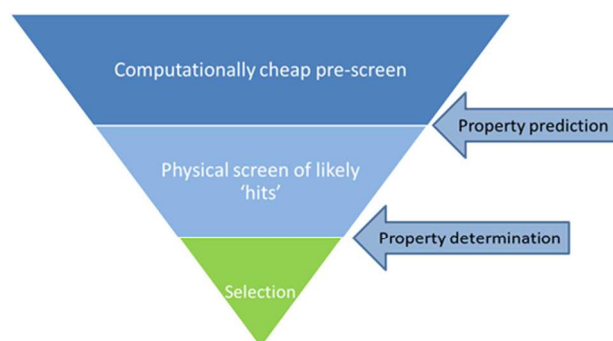 Computationally cheap pre-screen
Property prediction
Physical screen of likely
‘hits’
Property determination
Selection